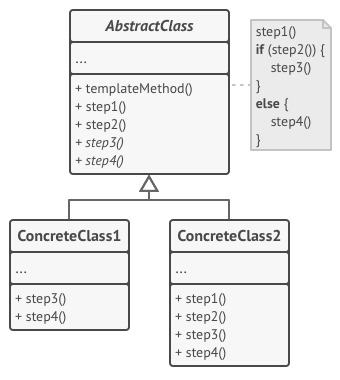 AbstractClass
...
+ templateMethod()
+ step1()
+ step2()
+ step3()
+ step4()
step1()
if (step2()) {
step3()
}
else {
step4()
}
ConcreteClass1
...
+ step3()
+ step4()
ConcreteClass2
...
+ step1()
+ step2()
+ step3()
+ step4()